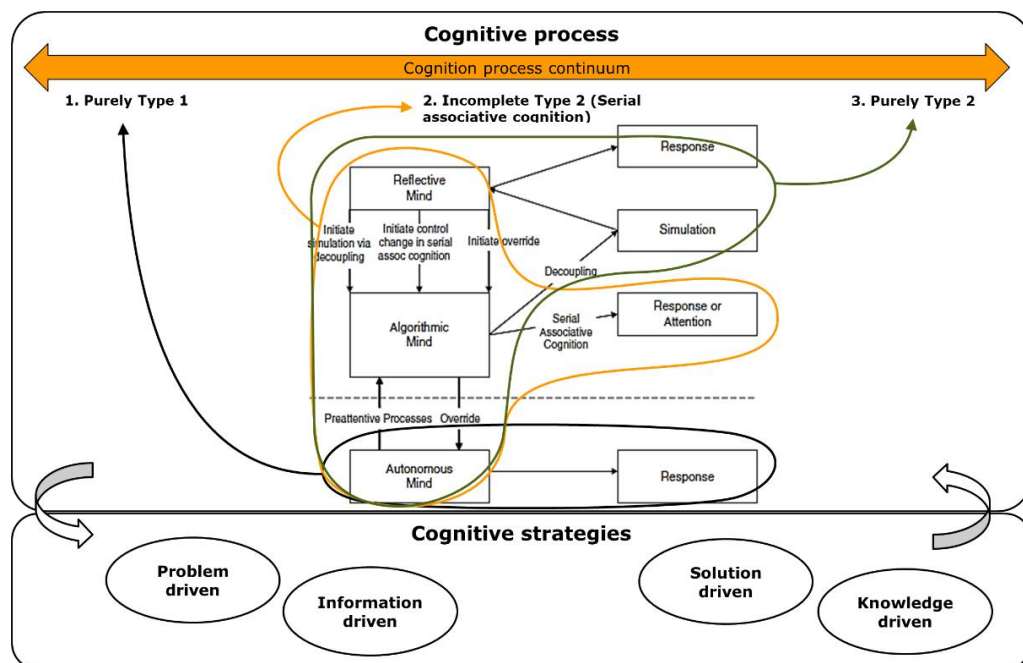 Cognitive process
Cognition process continuum
1. Purely Type 1
2. Incomplete Type 2 (Serial
associative cognition)
3. Purely Type 2
Response
Reflective
Mind
Initiate
simulation via
decoupling
Initiate control
change in serial
assoc cognition
Initiate override
Simulation
Decoupling
Algorithmic
Mind
Serial
Associative
Cognition
Response or
Attention
Preattentive Processes
Override
Autonomous
Mind
Response
Cognitive strategies
Problem
driven
Information
driven
Solution
driven
Knowledge
driven